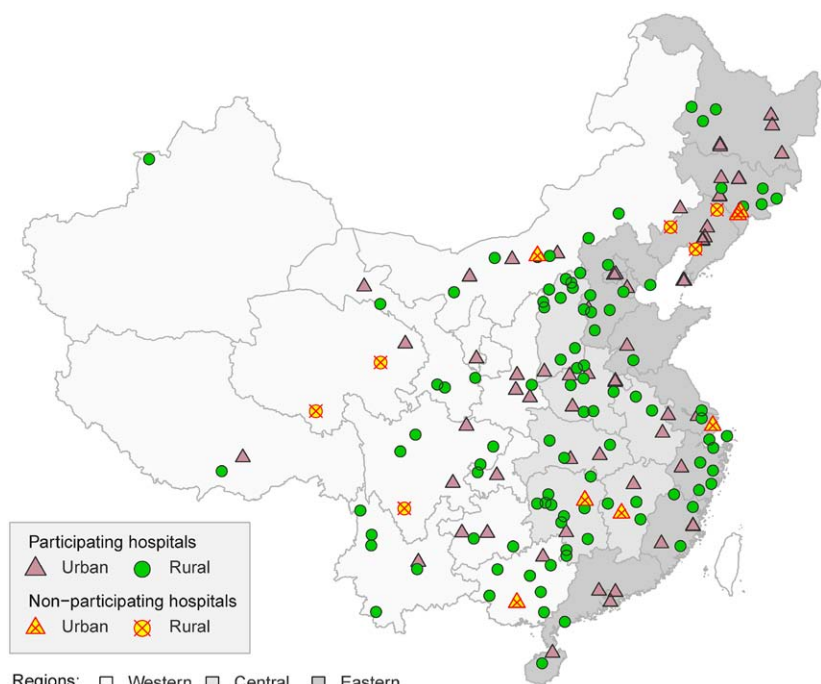 Participating hospitals
Urban Rural
Non-participating hospitals
Urban Rural
Regions: Western Central Eastern